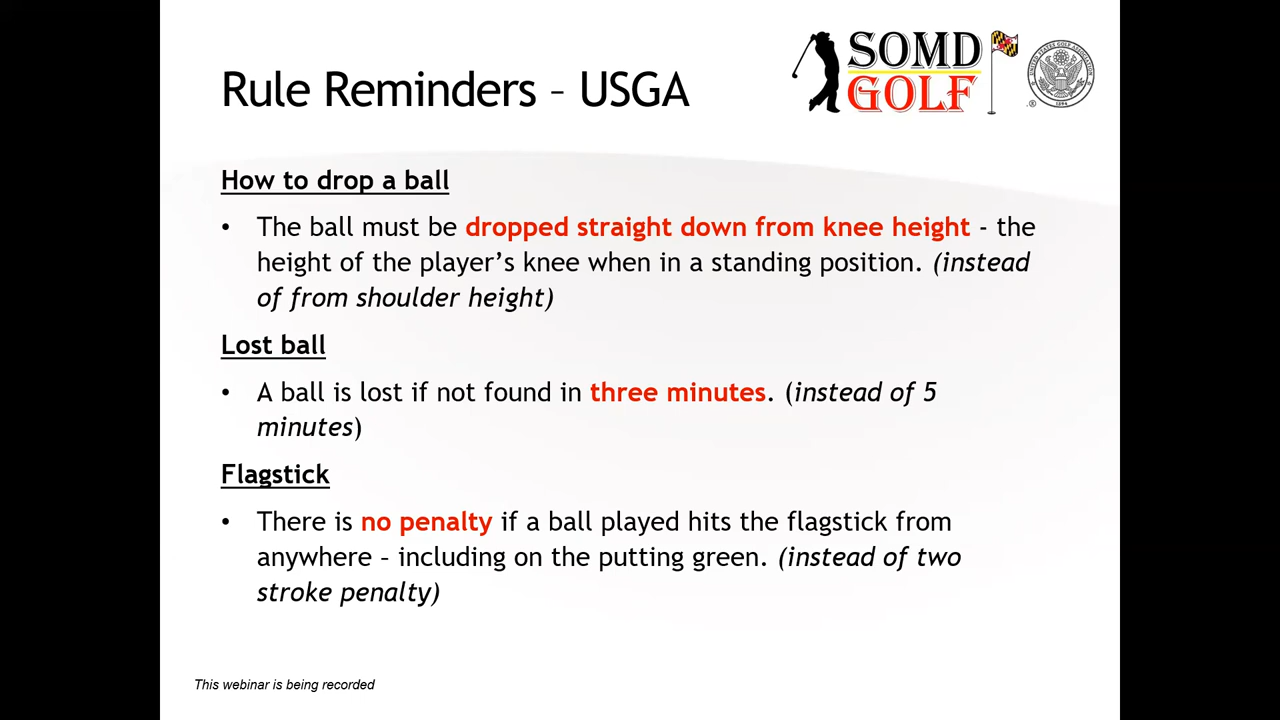 Rule Reminders – USGA
SOMD
GOLF
How to drop a ball
• The ball must be dropped straight down from knee height - the
height of the player's knee when in a standing position. (instead
of from shoulder height)
Lost ball
• A ball is lost if not found in three minutes. (instead of 5
minutes)
Flagstick
• There is no penalty if a ball played hits the flagstick from
anywhere – including on the putting green. (instead of two
stroke penalty)
This webinar is being recorded